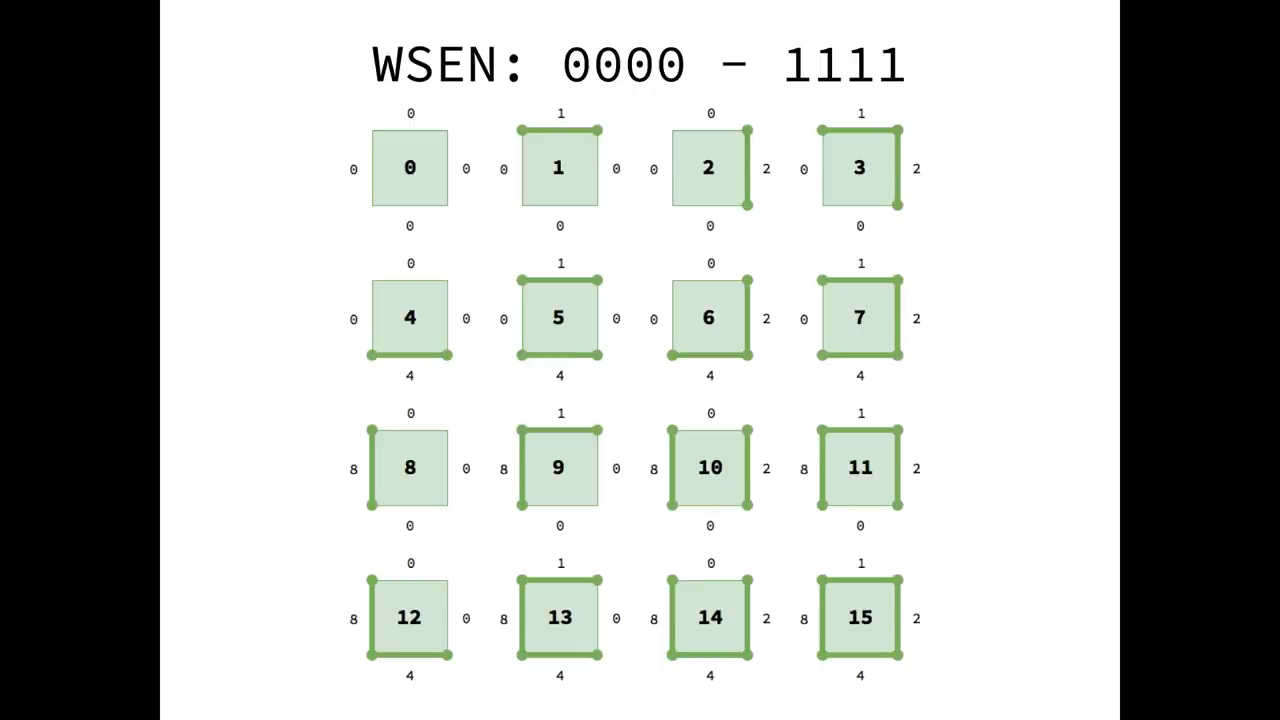 WSEN: 0000 - 1111
0 1 0 1
0 0 0 0 1 0 0 2 2 0 3 2
0 0 0 0
0 1 0 1
0 4 0 0 5 0 0 6 2 0 7 2
4 4 4 4
0 1 0 1
8 8 0 8 9 0 8 10 2 8 11 2
0 0 0 0
0 1 0 1
8 12 0 8 13 0 8 14 2 8 15 2
4 4 4 4